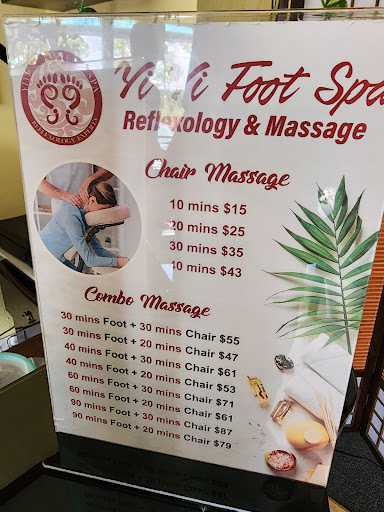 YiYi Foot Spa
Reflexology & Massage
REFLEXOLOGY EXPERTS
Chair Massage
10 mins $15
20 mins $25
30 mins $35
40 mins $43
Combo Massage
30 mins Foot + 30 mins Chair $55
30 mins Foot + 20 mins Chair $47
40 mins Foot + 30 mins Chair $61
40 mins Foot + 20 mins Chair $53
60 mins Foot + 30 mins Chair $71
60 mins Foot + 20 mins Chair $61
90 mins Foot + 30 mins Chair $87
90 mins Foot + 20 mins Chair $79